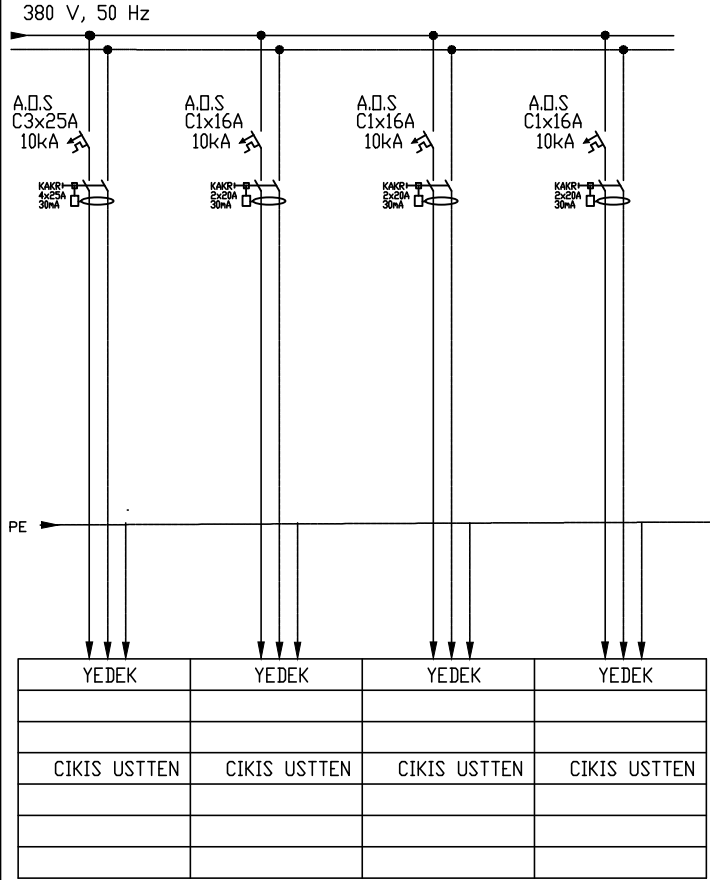 380 V, 50 Hz
A.O.S
C3x25A
10kA
A.O.S
C1x16A
10kA
A.O.S
C1x16A
10kA
A.O.S
C1x16A
10kA
KAKR
4x25A
30mA
KAKR
2x20A
30mA
KAKR
2x20A
30mA
KAKR
2x20A
30mA
PE
YEDEK YEDEK YEDEK YEDEK
CIKIS USTTEN CIKIS USTTEN CIKIS USTTEN CIKIS USTTEN